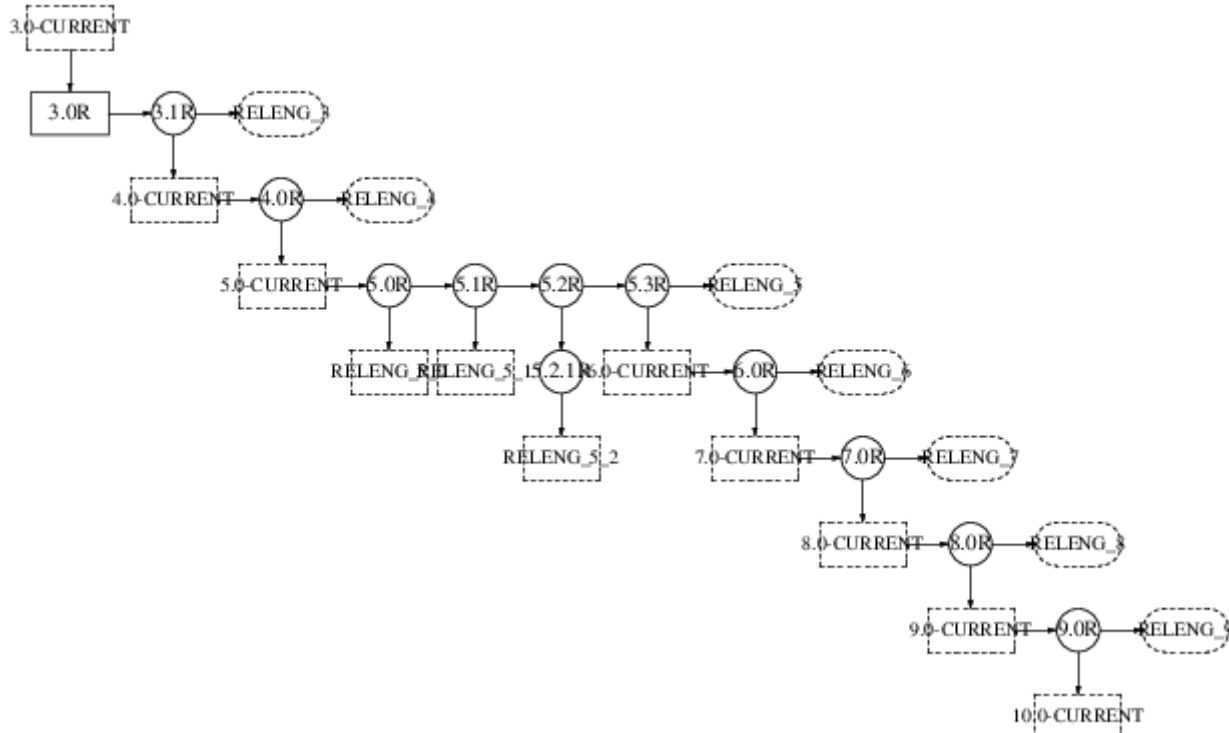 3.0-CURRENT
3.0R 3.1R RELENG_3
4.0-CURRENT 4.0R RELENG_4
5.0-CURRENT 5.0R 5.1R 5.2R 5.3R RELENG_5
RELENG_5_1 5.2.1R 6.0-CURRENT 6.0R RELENG_6
RELENG_5_2 7.0-CURRENT 7.0R RELENG_7
8.0-CURRENT 8.0R RELENG_8
9.0-CURRENT 9.0R RELENG_9
10.0-CURRENT